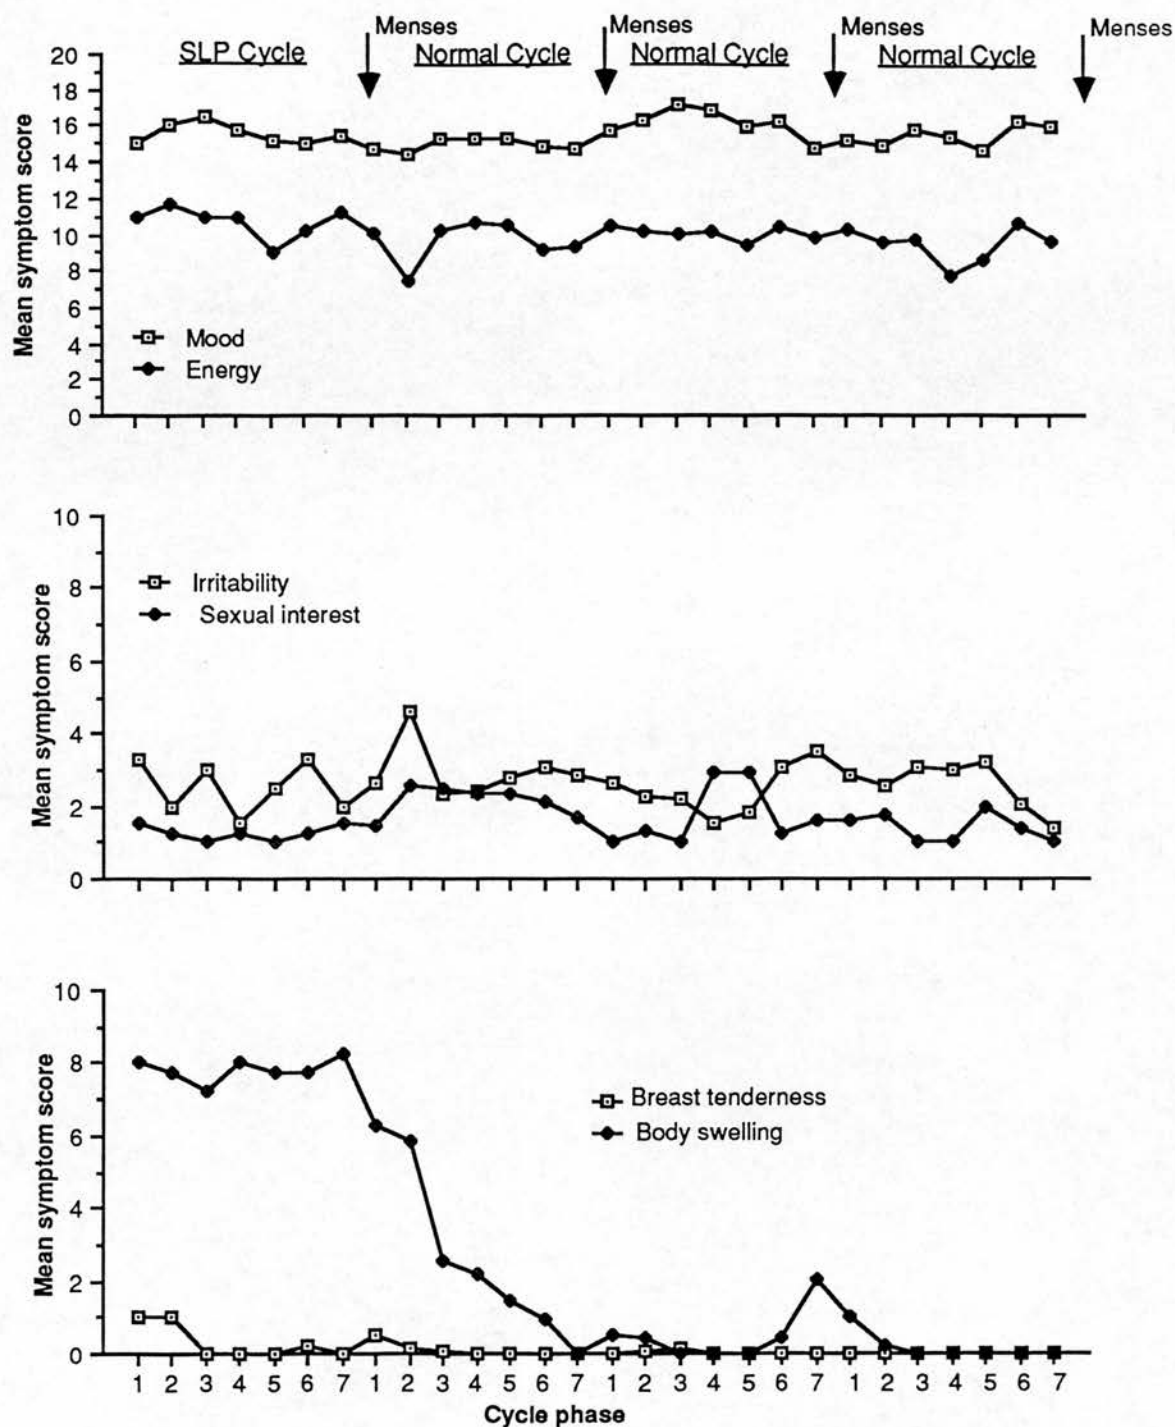 Menses
Menses
Menses
Menses
SLP Cycle
Normal Cycle
Normal Cycle
Normal Cycle
20
18
16
14
12
10
8
6
4
2
0
Mean symptom score
Mood
Energy
10
8
6
4
2
0
Mean symptom score
Irritability
Sexual interest
10
8
6
4
2
0
Mean symptom score
Breast tenderness
Body swelling
1 2 3 4 5 6 7 1 2 3 4 5 6 7 1 2 3 4 5 6 7 1 2 3 4 5 6 7
Cycle phase